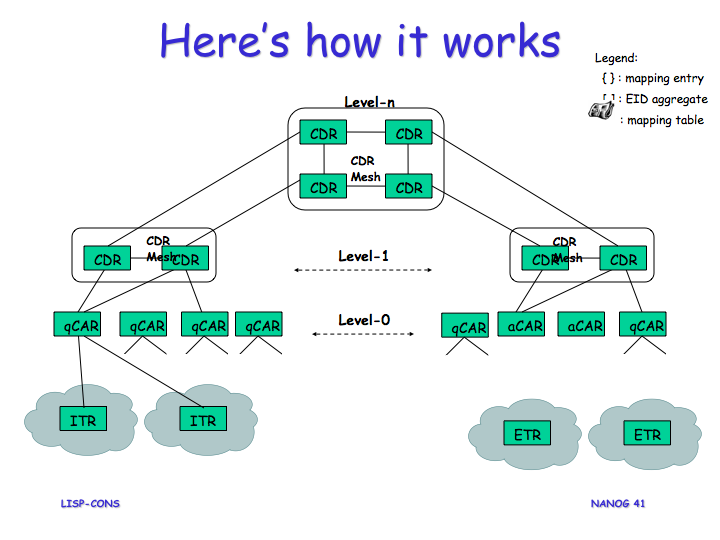 Here's how it works
Legend:
{ } : mapping entry
[ ] : EID aggregate
: mapping table
Level-n
CDR
CDR
CDR
Mesh
CDR
CDR
CDR
Mesh
CDR
CDR
Level-1
CDR
Mesh
CDR
CDR
qCAR
qCAR
qCAR
qCAR
Level-0
qCAR
aCAR
aCAR
qCAR
ITR
ITR
ETR
ETR
LISP-CONS
NANOG 41